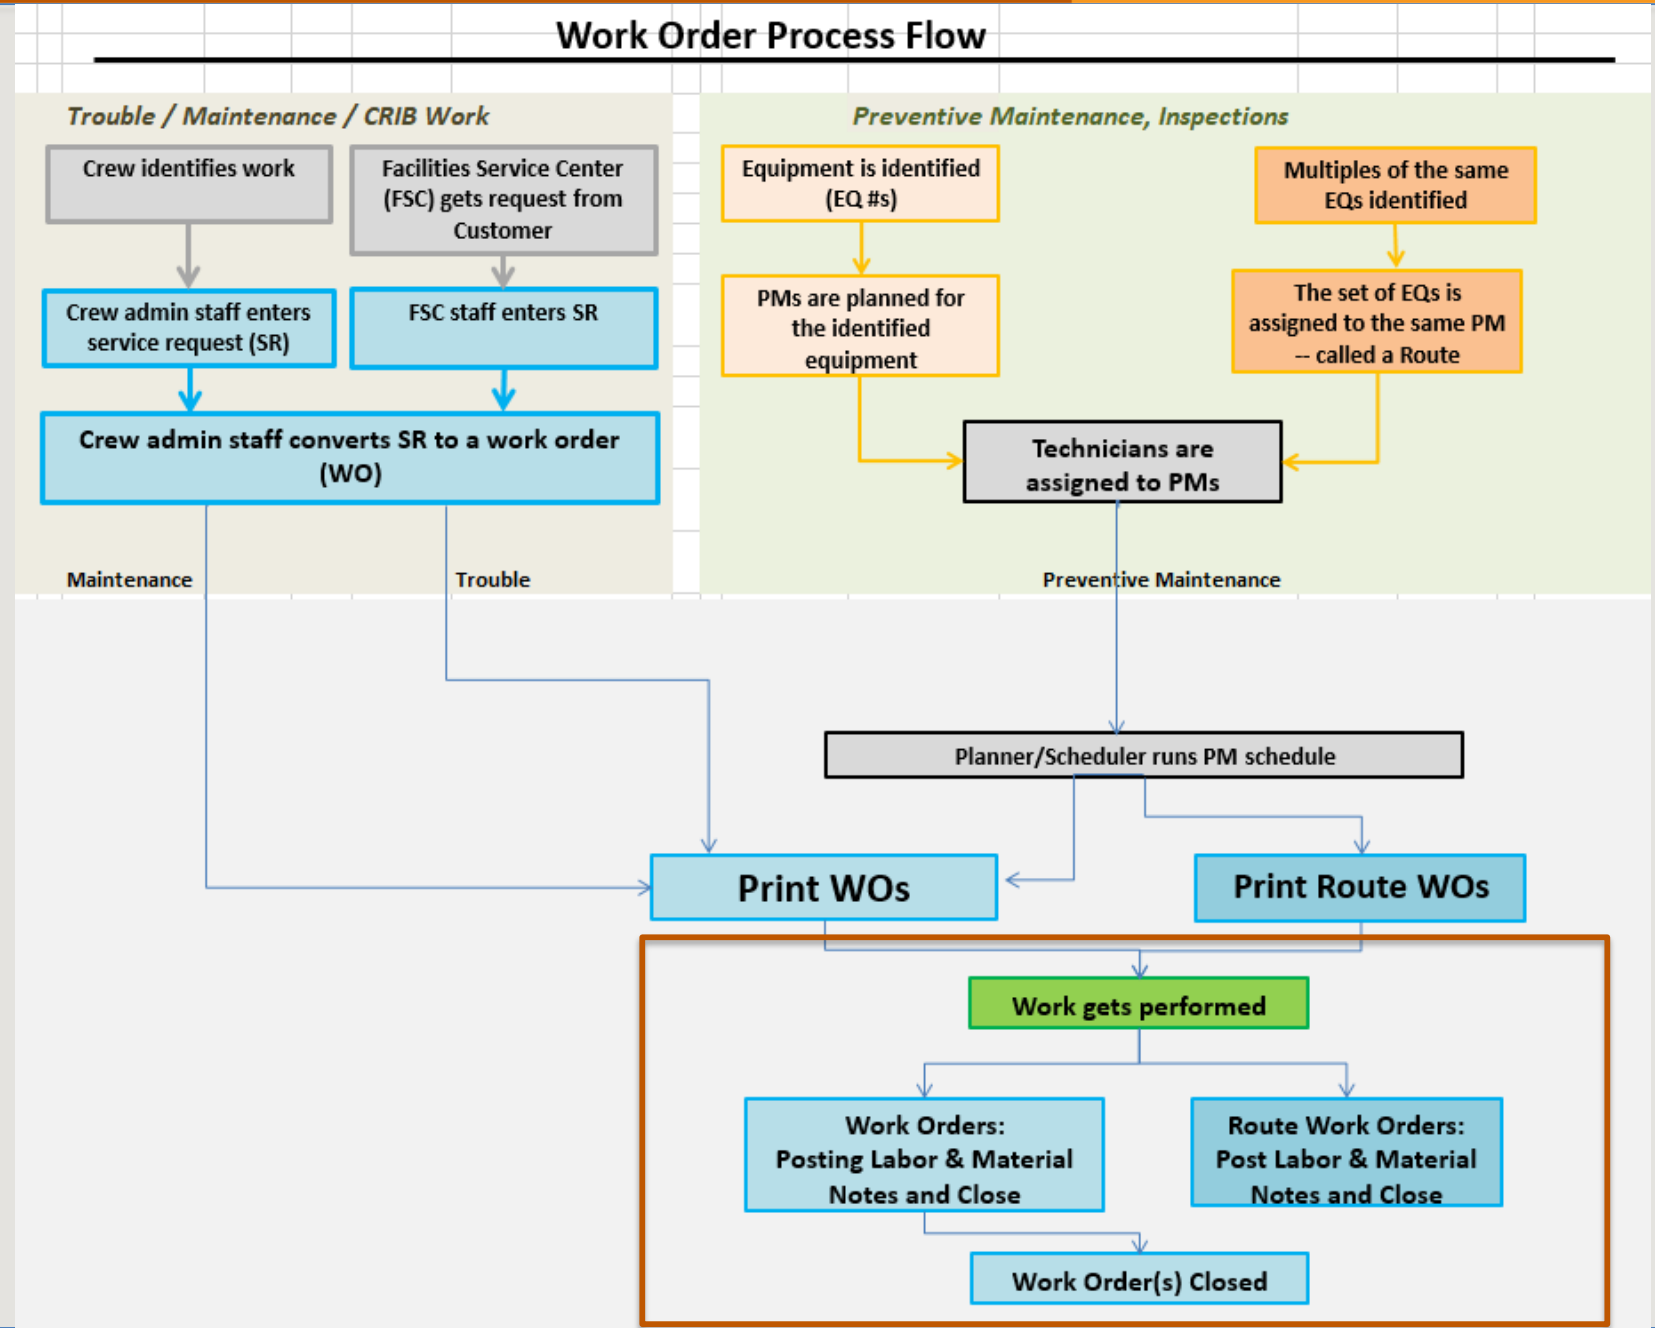 Work Order Process Flow
Trouble / Maintenance / CRIB Work
Preventive Maintenance, Inspections
Crew identifies work
Facilities Service Center
(FSC) gets request from
Customer
Equipment is identified
(EQ #s)
Multiples of the same
EQs identified
Crew admin staff enters
service request (SR)
FSC staff enters SR
PMs are planned for
the identified
equipment
The set of EQs is
assigned to the same PM
-- called a Route
Crew admin staff converts SR to a work order
(WO)
Technicians are
assigned to PMs
Maintenance
Trouble
Preventive Maintenance
Planner/Scheduler runs PM schedule
Print WOs
Print Route WOs
Work gets performed
Work Orders:
Posting Labor & Material
Notes and Close
Route Work Orders:
Post Labor & Material
Notes and Close
Work Order(s) Closed